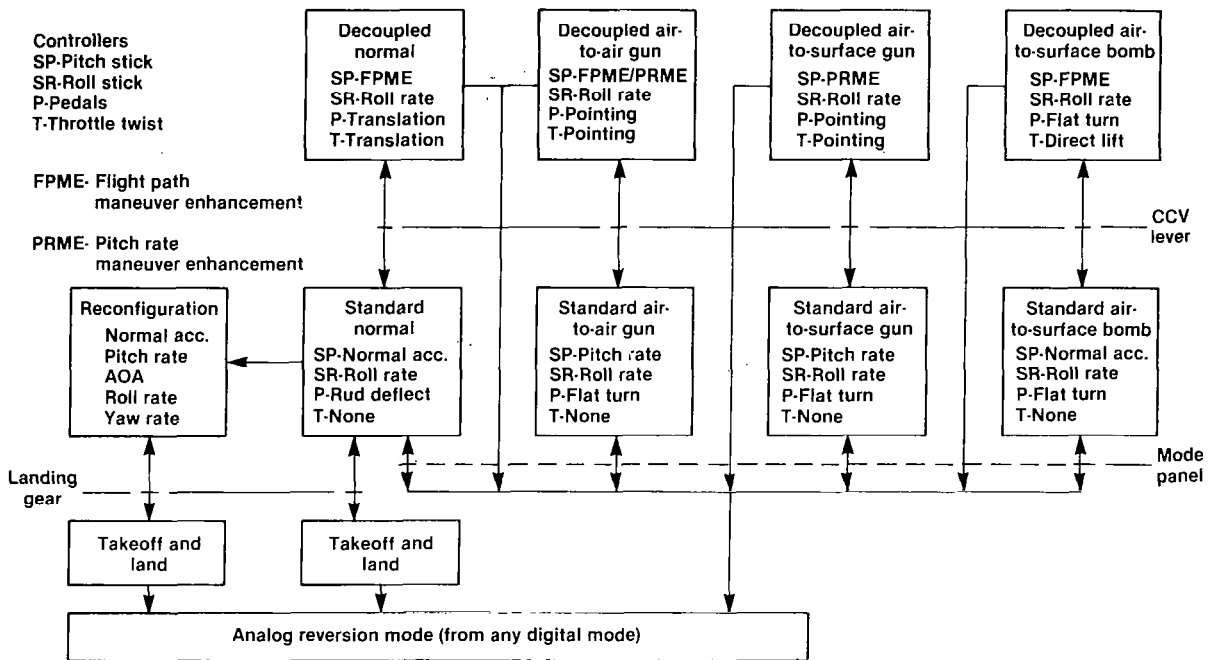 Controllers
SP-Pitch stick
SR-Roll stick
P-Pedals
T-Throttle twist
FPME- Flight path
maneuver enhancement
PRME- Pitch rate
maneuver enhancement
Decoupled
normal
SP-FPME
SR-Roll rate
P-Translation
T-Translation
Decoupled air-
to-air gun
SP-FPME/PRME
SR-Roll rate
P-Pointing
T-Pointing
Decoupled air-
to-surface gun
SP-PRME
SR-Roll rate
P-Pointing
T-Pointing
Decoupled air-
to-surface bomb
SP-FPME
SR-Roll rate
P-Flat turn
T-Direct lift
CCV
lever
Reconfiguration
Normal acc.
Pitch rate
AOA
Roll rate
Yaw rate
Standard
normal
SP-Normal acc.
SR-Roll rate
P-Rud deflect
T-None
Standard air-
to-air gun
SP-Pitch rate
SR-Roll rate
P-Flat turn
T-None
Standard air-
to-surface gun
SP-Pitch rate
SR-Roll rate
P-Flat turn
T-None
Standard air-
to-surface bomb
SP-Normal acc.
SR-Roll rate
P-Flat turn
T-None
Mode
panel
Landing
gear
Takeoff and
land
Takeoff and
land
Analog reversion mode (from any digital mode)